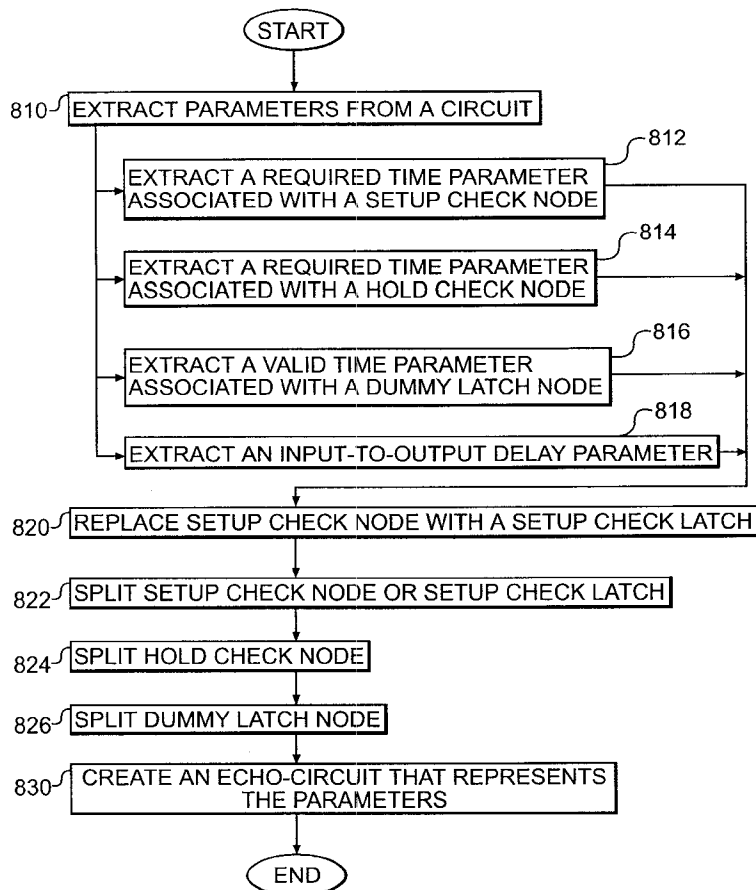 START
810 EXTRACT PARAMETERS FROM A CIRCUIT
812
EXTRACT A REQUIRED TIME PARAMETER
ASSOCIATED WITH A SETUP CHECK NODE
814
EXTRACT A REQUIRED TIME PARAMETER
ASSOCIATED WITH A HOLD CHECK NODE
816
EXTRACT A VALID TIME PARAMETER
ASSOCIATED WITH A DUMMY LATCH NODE
818
EXTRACT AN INPUT-TO-OUTPUT DELAY PARAMETER
820 REPLACE SETUP CHECK NODE WITH A SETUP CHECK LATCH
822 SPLIT SETUP CHECK NODE OR SETUP CHECK LATCH
824 SPLIT HOLD CHECK NODE
826 SPLIT DUMMY LATCH NODE
830 CREATE AN ECHO-CIRCUIT THAT REPRESENTS
THE PARAMETERS
END